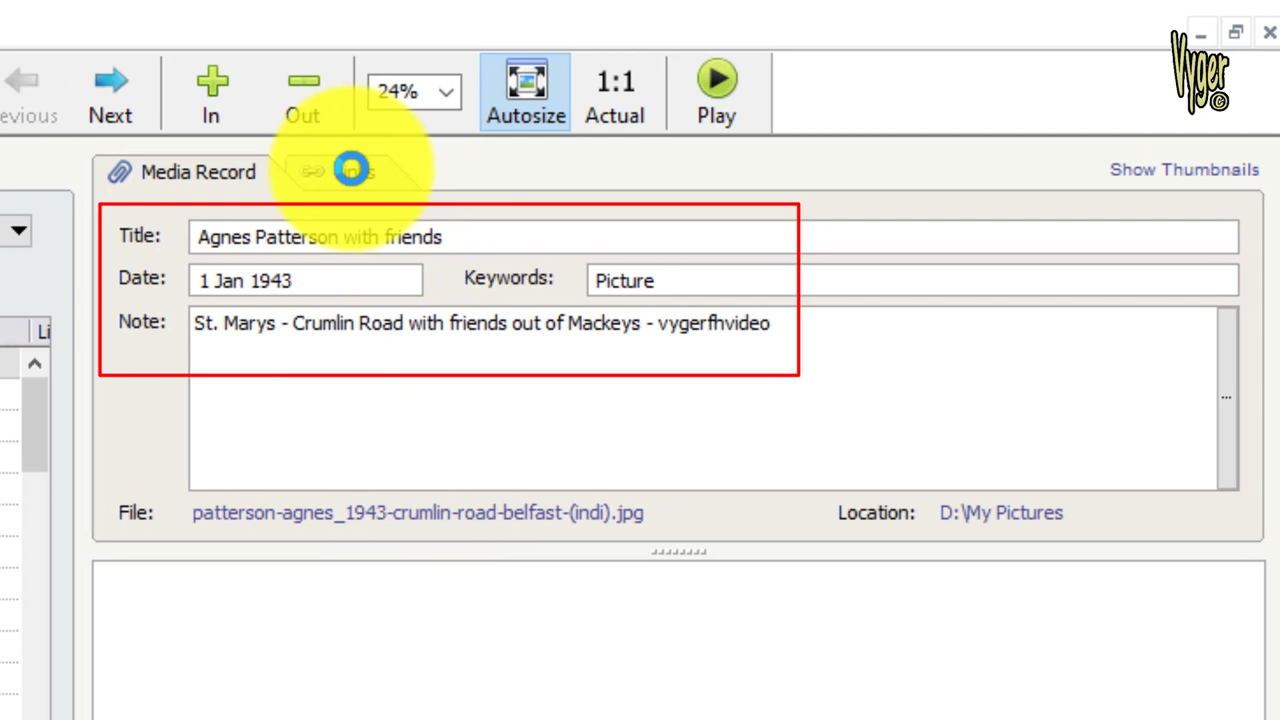 Vyger©
evious
Next
In
Out
24%
Autosize
1:1
Actual
Play
Media Record
Show Thumbnails
Title: Agnes Patterson with friends
Date: 1 Jan 1943 Keywords: Picture
Li
Note: St. Marys - Crumlin Road with friends out of Mackeys - vygerfhvideo
...
File: patterson-agnes_1943-crumlin-road-belfast-(indi).jpg Location: D:\My Pictures